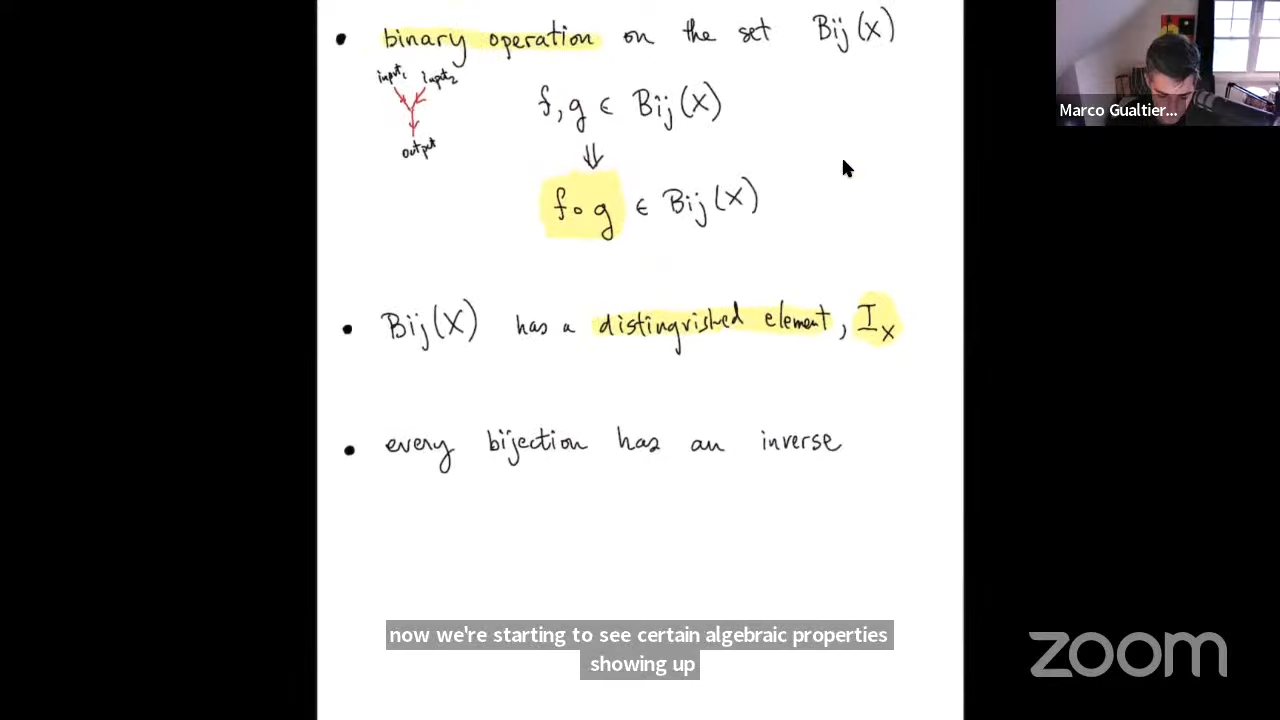 • binary operation on the set Bij(X)
input₁ input₂
output
f, g ∈ Bij(X)
⇓
f ∘ g ∈ Bij(X)
• Bij(X) has a distinguished element, I_X
• every bijection has an inverse
now we're starting to see certain algebraic properties
showing up
Marco Gualtier...
zoom